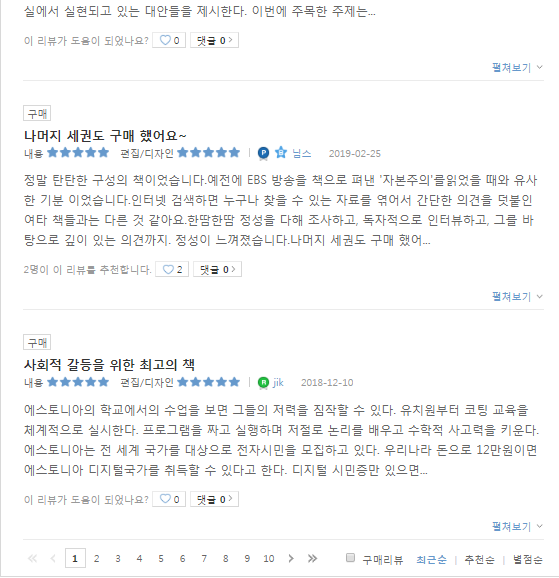 실에서 실현되고 있는 대안들을 제시한다. 이번에 주목한 주제는...
이 리뷰가 도움이 되었나요? 0 댓글 0 >
펼쳐보기
구매
나머지 세권도 구매 했어요~
내용 ★★★★★ 편집/디자인 ★★★★★ | P 님스 2019-02-25
정말 탄탄한 구성의 책이었습니다.예전에 EBS 방송을 책으로 펴낸 '자본주의'를읽었을 때와 유사
한 기분 이었습니다.인터넷 검색하면 누구나 찾을 수 있는 자료를 엮어서 간단한 의견을 덧붙인
여타 책들과는 다른 것 같아요.한땀한땀 정성을 다해 조사하고, 독자적으로 인터뷰하고, 그를 바
탕으로 깊이 있는 의견까지. 정성이 느껴졌습니다.나머지 세권도 구매 했어...
2명이 이 리뷰를 추천합니다. 2 댓글 0 >
펼쳐보기
구매
사회적 갈등을 위한 최고의 책
내용 ★★★★★ 편집/디자인 ★★★★★ | R jik 2018-12-10
에스토니아의 학교에서의 수업을 보면 그들의 저력을 짐작할 수 있다. 유치원부터 코팅 교육을
체계적으로 실시한다. 프로그램을 짜고 실행하며 저절로 논리를 배우고 수학적 사고력을 키운다.
에스토니아는 전 세계 국가를 대상으로 전자시민을 모집하고 있다. 우리나라 돈으로 12만원이면
에스토니아 디지털국가를 취득할 수 있다고 한다. 디지털 시민증만 있으면...
이 리뷰가 도움이 되었나요? 0 댓글 0 >
펼쳐보기
1 2 3 4 5 6 7 8 9 10 구매리뷰 최근순 | 추천순 | 별점순